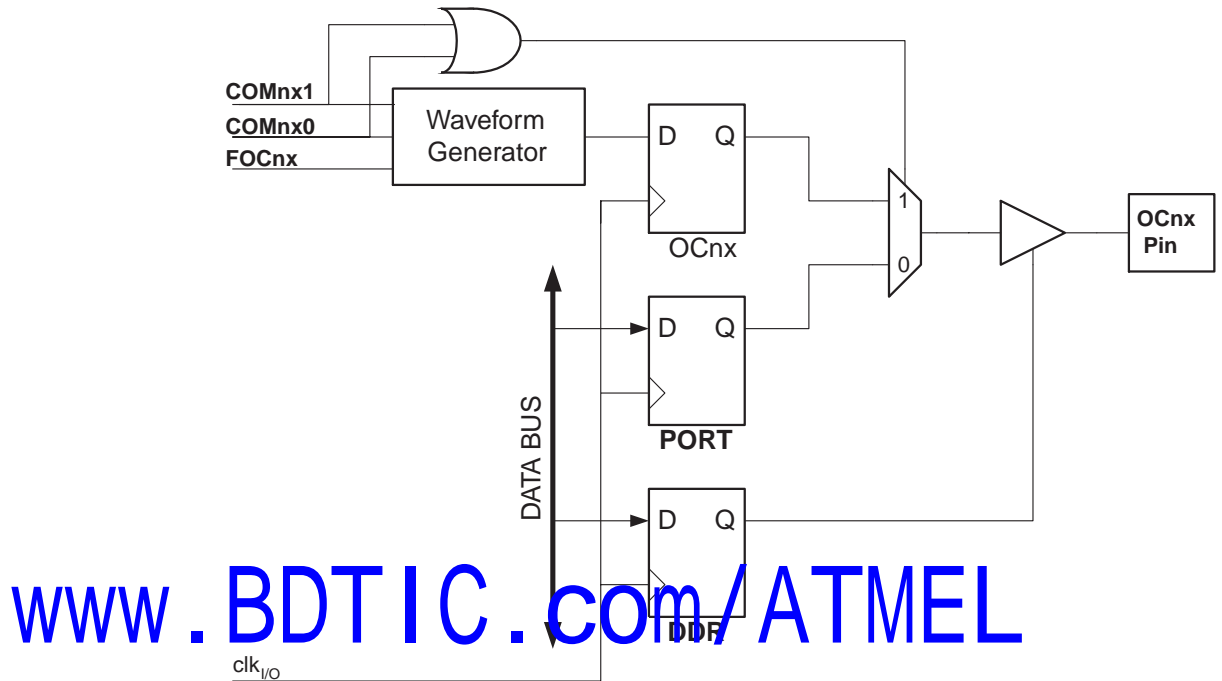 COMnx1
COMnx0
FOCnx
Waveform
Generator
D Q
OCnx
1
0
OCnx
Pin
D Q
PORT
DATA BUS
D Q
DDR
www.BDTIC.com/ATMEL
clkI/O